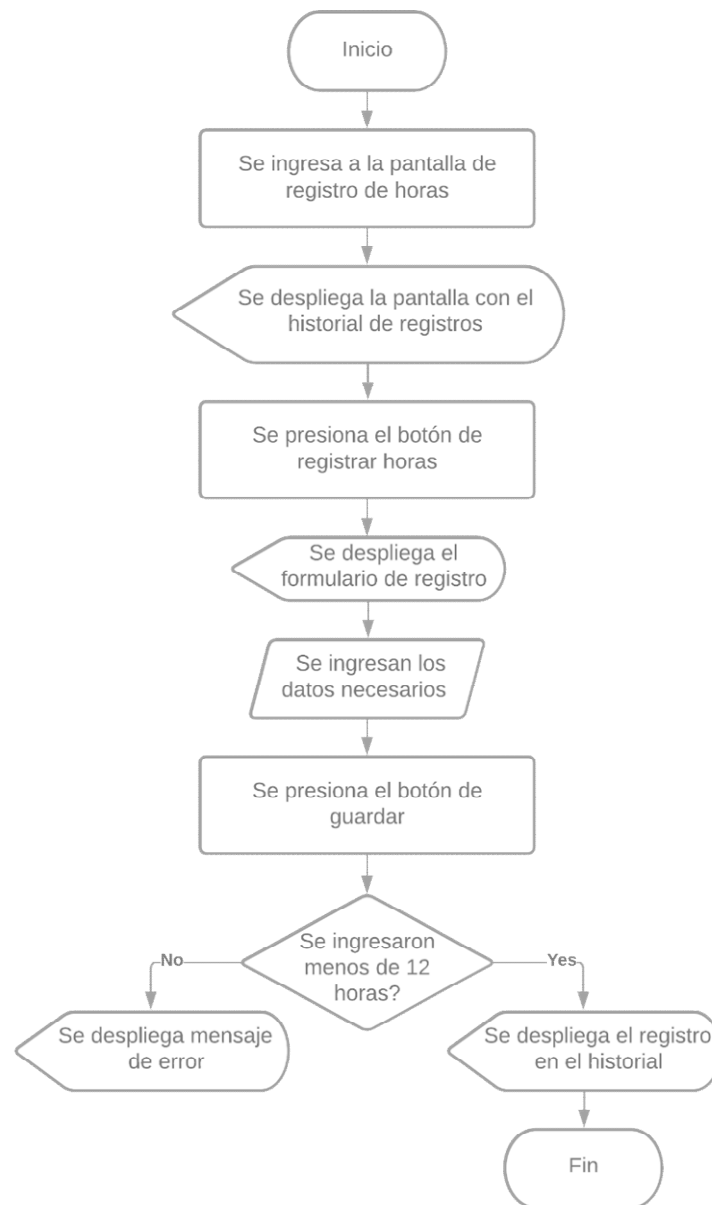 Inicio
Se ingresa a la pantalla de
registro de horas
Se despliega la pantalla con el
historial de registros
Se presiona el botón de
registrar horas
Se despliega el
formulario de registro
Se ingresan los
datos necesarios
Se presiona el botón de
guardar
Se ingresaron
menos de 12
horas?
No
Yes
Se despliega mensaje
de error
Se despliega el registro
en el historial
Fin